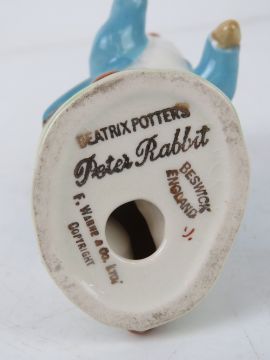 BEATRIX POTTER'S
Peter Rabbit
F. WARNE & CO. LTD.
COPYRIGHT
BESWICK
ENGLAND